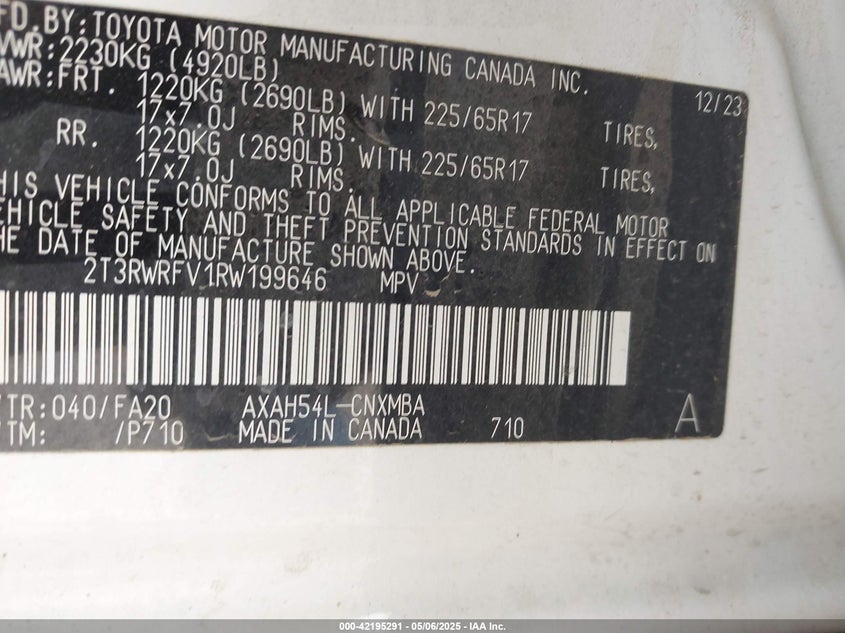 FD.BY:TOYOTA MOTOR MANUFACTURING CANADA INC.
VWR:2230KG (4920LB) 12/23
AWR:FRT. 1220KG (2690LB) WITH 225/65R17 TIRES,
17x7.0J RIMS.
RR. 1220KG (2690LB) WITH 225/65R17 TIRES,
17x7.0J RIMS.
HIS VEHICLE CONFORMS TO ALL APPLICABLE FEDERAL MOTOR
EHICLE SAFETY AND THEFT PREVENTION STANDARDS IN EFFECT ON
HE DATE OF MANUFACTURE SHOWN ABOVE.
2T3RWRFV1RW199646 MPV
/TR:040/FA20 AXAH54L-CNXMBA
/TM: /P710 MADE IN CANADA 710 A
000-42195291 - 05/06/2025 - IAA Inc.